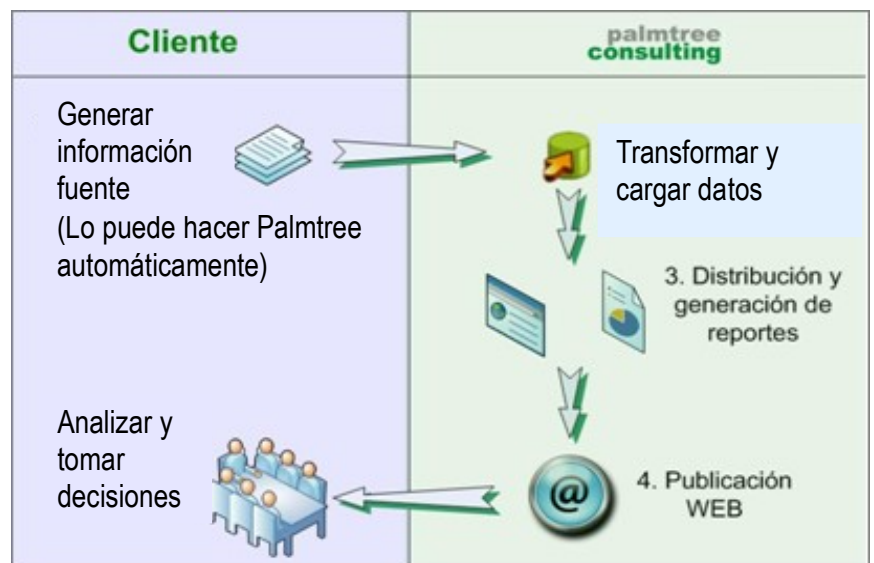 Cliente
palmtree
consulting
Generar
información
fuente
(Lo puede hacer Palmtree
automáticamente)
Transformar y
cargar datos
3. Distribución y
generación de
reportes
4. Publicación
WEB
@
Analizar y
tomar
decisiones